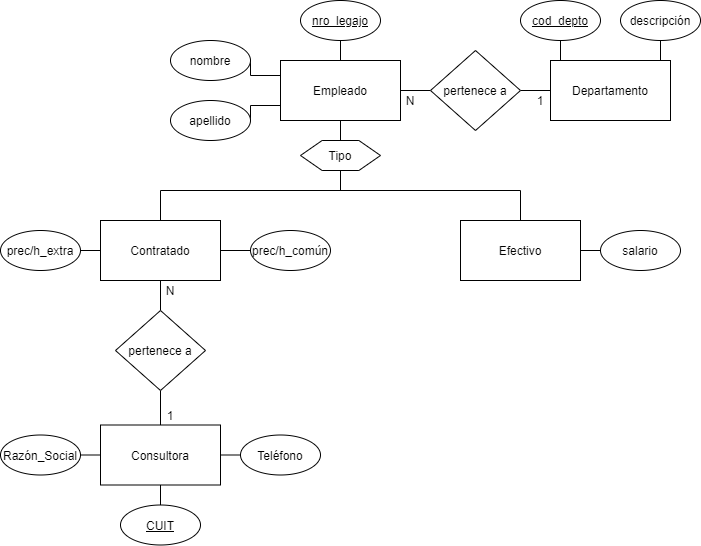 nro_legajo
cod_depto
descripción
nombre
Empleado
pertenece a
Departamento
N
1
apellido
Tipo
prec/h_extra
Contratado
prec/h_común
Efectivo
salario
N
pertenece a
1
Razón_Social
Consultora
Teléfono
CUIT